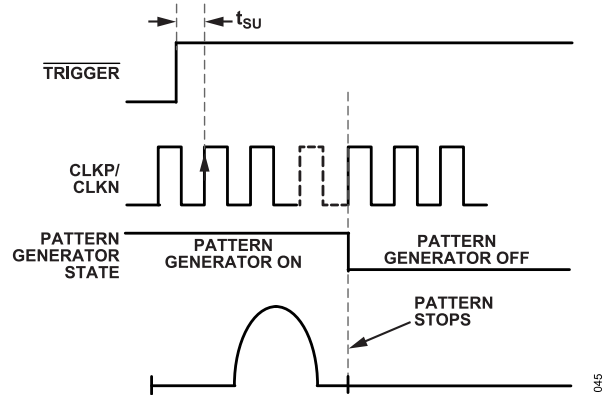 tSU
TRIGGER
CLKP/
CLKN
PATTERN
GENERATOR
STATE
PATTERN
GENERATOR ON
PATTERN
GENERATOR OFF
PATTERN
STOPS
045